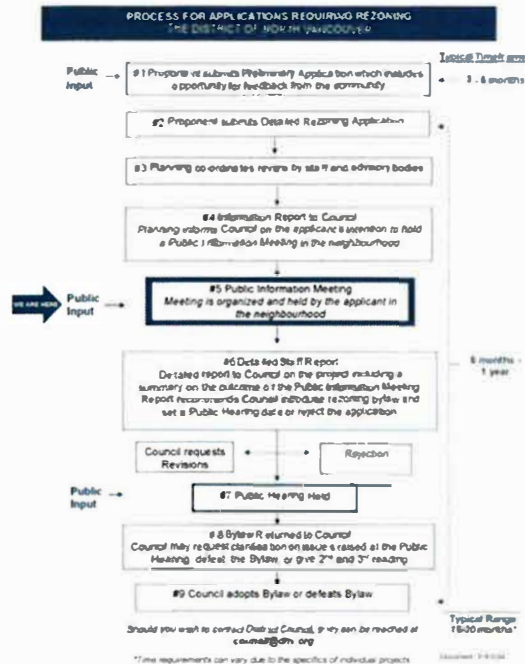 PROCESS FOR APPLICATIONS REQUIRING REZONING
THE DISTRICT OF NORTH VANCOUVER
Typical Timeframe
Public
Input
#1 Proponent submits Preliminary Application which includes
opportunity for feedback from the community
months
#2 Proponent submits Detailed Rezoning Application
#3 Planning co-ordinates review by staff and advisory bodies
#4 Information Report to Council
Planning informs Council on the applicant's intention to hold
a Public Information Meeting in the neighbourhood
WE ARE HERE
Public
Input
#5 Public Information Meeting
Meeting is organized and held by the applicant in
the neighbourhood
6 months -
1 year
#6 Detailed Staff Report
Detailed report to Council on the project including a
summary on the outcome of the Public Information Meeting
Report recommends Council introduce rezoning bylaw and
set a Public Hearing date or reject the application
Council requests
Revisions
Rejection
Public
Input
#7 Public Hearing Held
#8 Bylaw Returned to Council
Council may request clarification on issues raised at the Public
Hearing, defeat the Bylaw, or give 2nd and 3rd reading
#9 Council adopts Bylaw or defeats Bylaw
Typical Range
Should you wish to contact District Council, they can be reached at
council@dnv.org
*Time requirements can vary due to the specifics of individual projects
Document